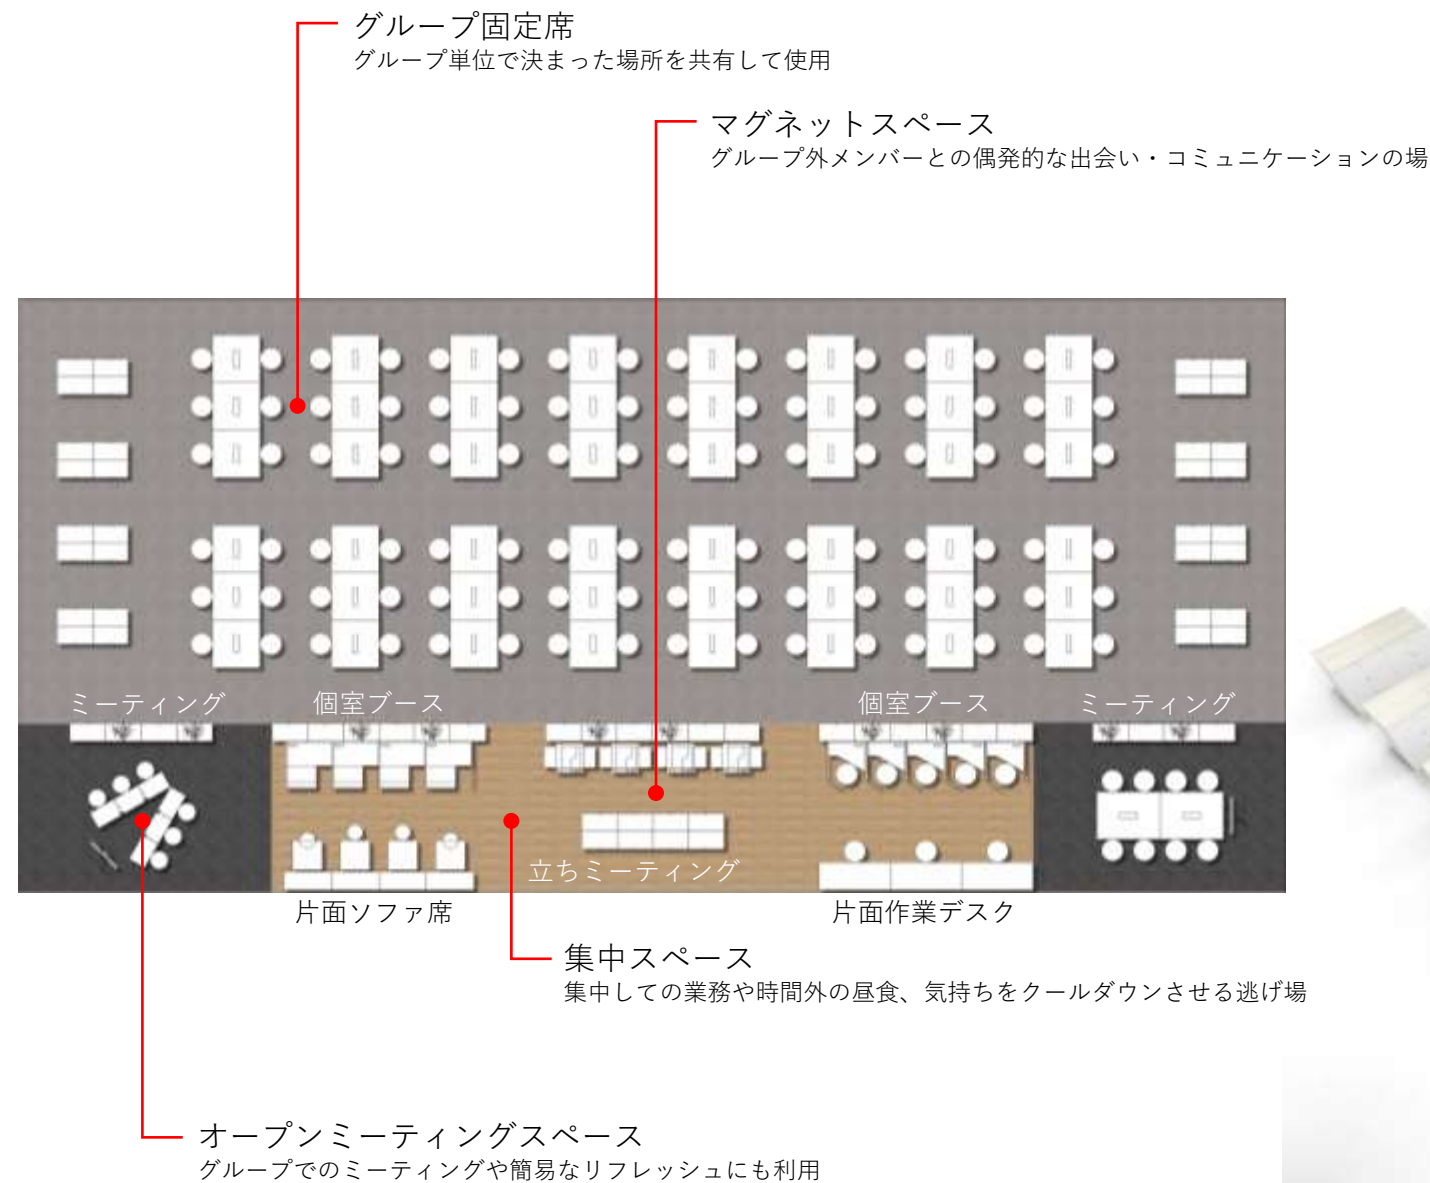 グループ固定席
グループ単位で決まった場所を共有して使用
マグネットスペース
グループ外メンバーとの偶発的な出会い・コミュニケーションの場
ミーティング
個室ブース
個室ブース
ミーティング
立ちミーティング
片面ソファ席
片面作業デスク
集中スペース
集中しての業務や時間外の昼食、気持ちをクールダウンさせる逃げ場
オープンミーティングスペース
グループでのミーティングや簡易なリフレッシュにも利用